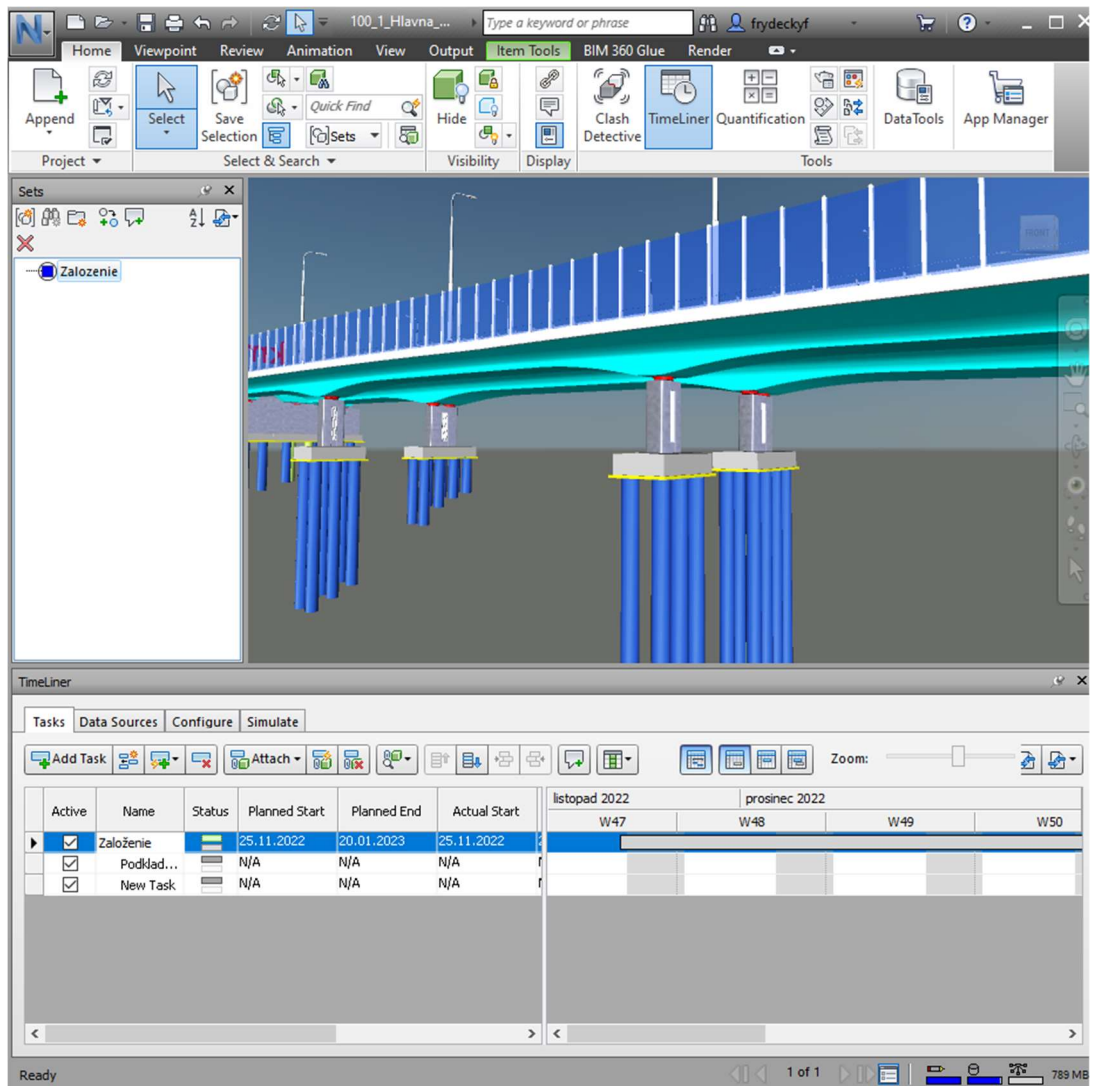 100_1_Hlavna_... Type a keyword or phrase frydeckyf
Home Viewpoint Review Animation View Output Item Tools BIM 360 Glue Render
Append Select Save Selection Quick Find Sets Hide Clash Detective TimeLiner Quantification DataTools App Manager
Project Select & Search Visibility Display Tools
Sets
Zalozenie
FRONT
TimeLiner
Tasks Data Sources Configure Simulate
Add Task Attach Zoom:
Active Name Status Planned Start Planned End Actual Start
listopad 2022 prosinec 2022
W47 W48 W49 W50
Založenie 25.11.2022 20.01.2023 25.11.2022
Podklad... N/A N/A N/A
New Task N/A N/A N/A
Ready 1 of 1 789 MB